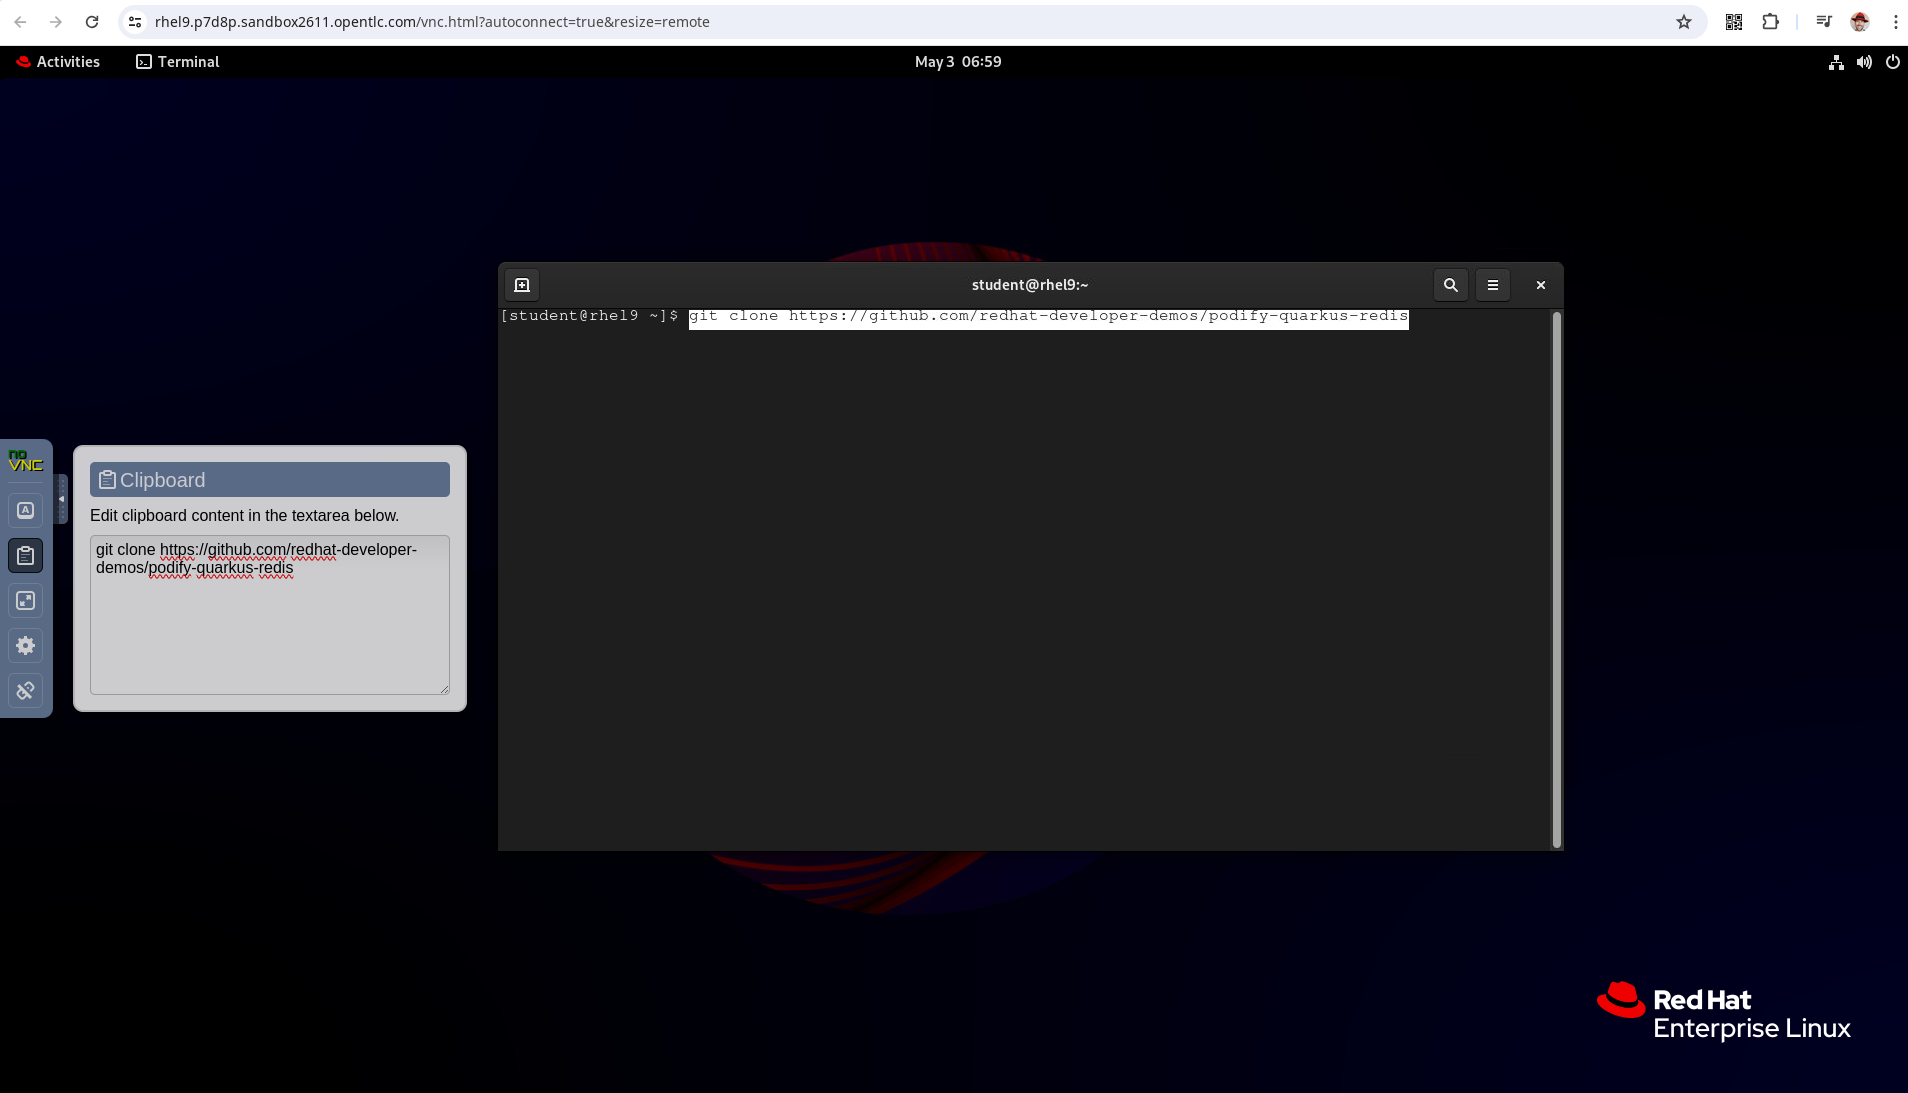 rhel9.p7d8p.sandbox2611.opentlc.com/vnc.html?autoconnect=true&resize=remote
Activities
Terminal
May 3 06:59
student@rhel9:~
[student@rhel9 ~]$ git clone https://github.com/redhat-developer-demos/podify-quarkus-redis
no
VNC
A
Clipboard
Edit clipboard content in the textarea below.
git clone https://github.com/redhat-developer-
demos/podify-quarkus-redis
Red Hat
Enterprise Linux